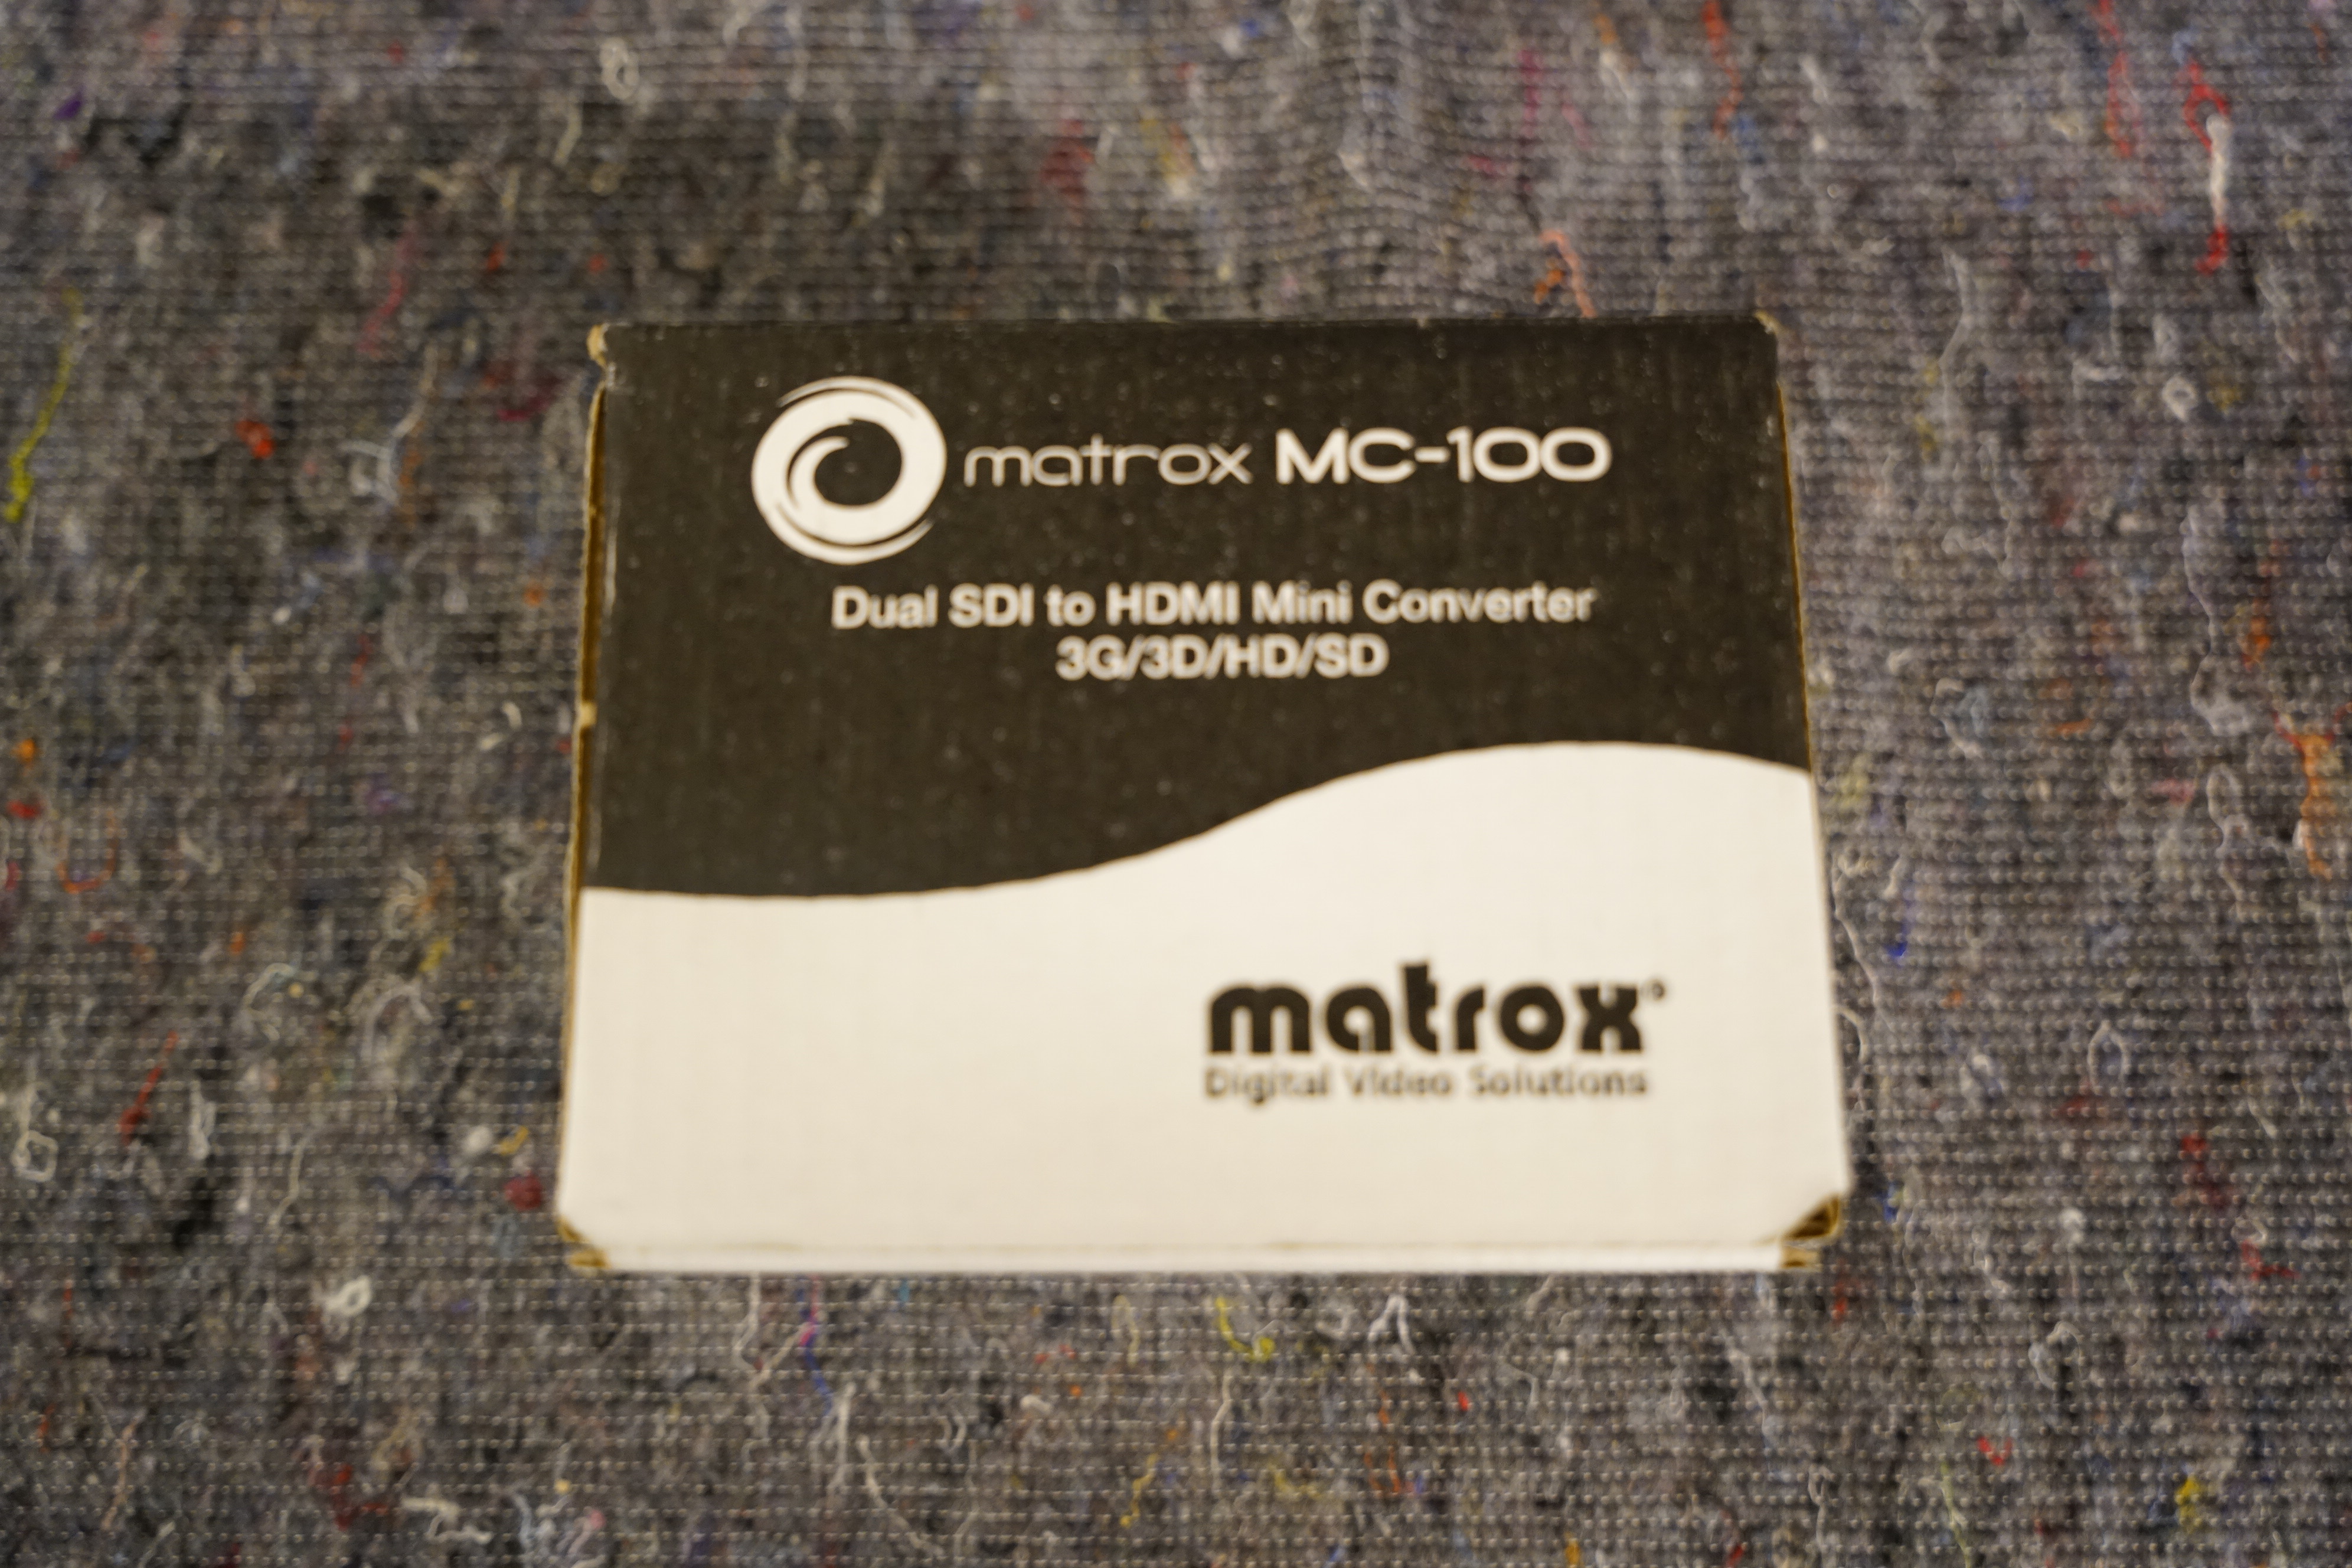 matrox MC-100
Dual SDI to HDMI Mini Converter
3G/3D/HD/SD
matrox®
Digital Video Solutions